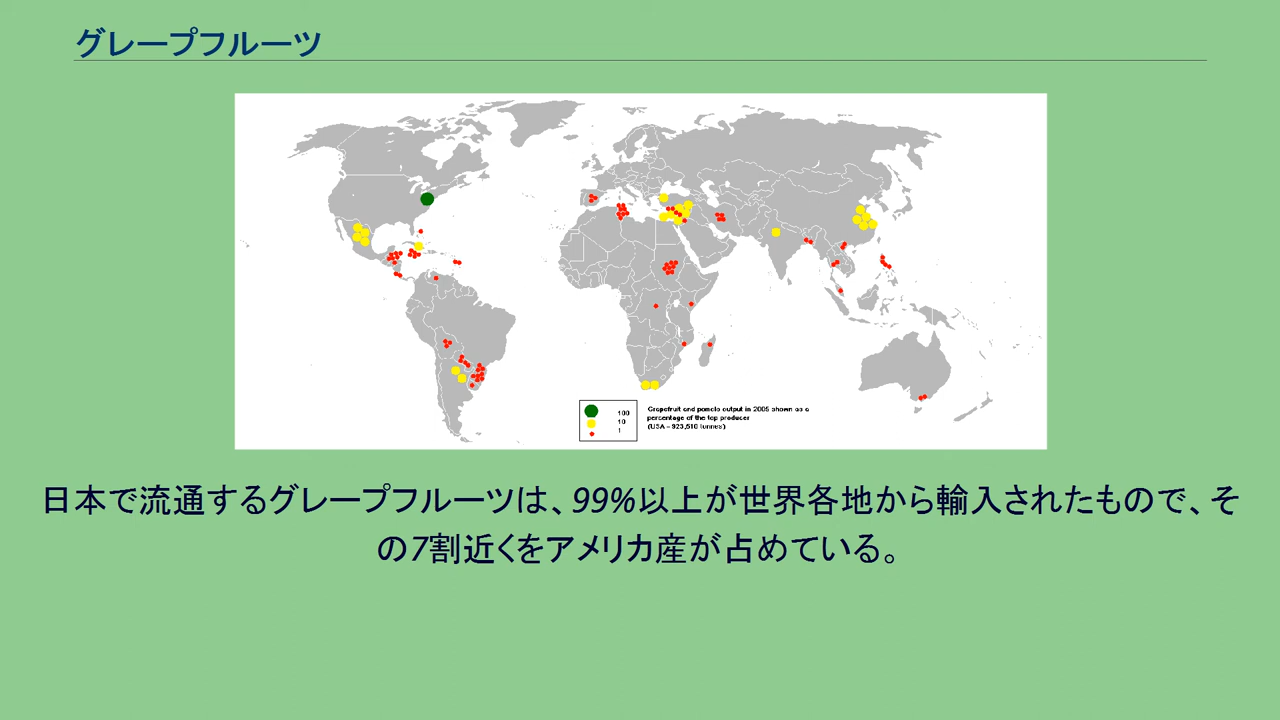 グレープフルーツ
100
10
1
Grapefruit and pomelo output in 2005 shown as a
percentage of the top producer
(USA - 923,510 tunnes)
日本で流通するグレープフルーツは、99%以上が世界各地から輸入されたもので、そ
の7割近くをアメリカ産が占めている。